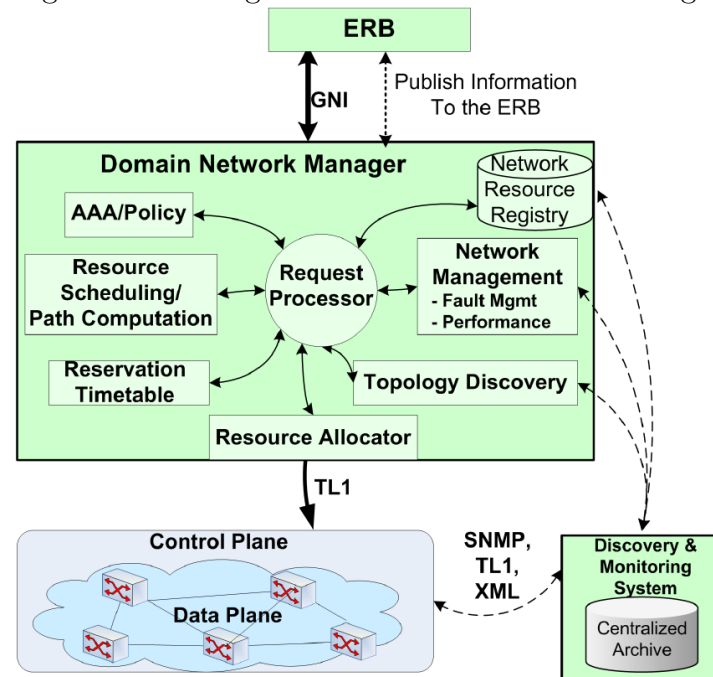 ERB
GNI
Publish Information
To the ERB
Domain Network Manager
Network
Resource
Registry
AAA/Policy
Resource
Scheduling/
Path Computation
Request
Processor
Network
Management
- Fault Mgmt
- Performance
Reservation
Timetable
Topology Discovery
Resource Allocator
TL1
Control Plane
Data Plane
SNMP,
TL1,
XML
Discovery &
Monitoring
System
Centralized
Archive